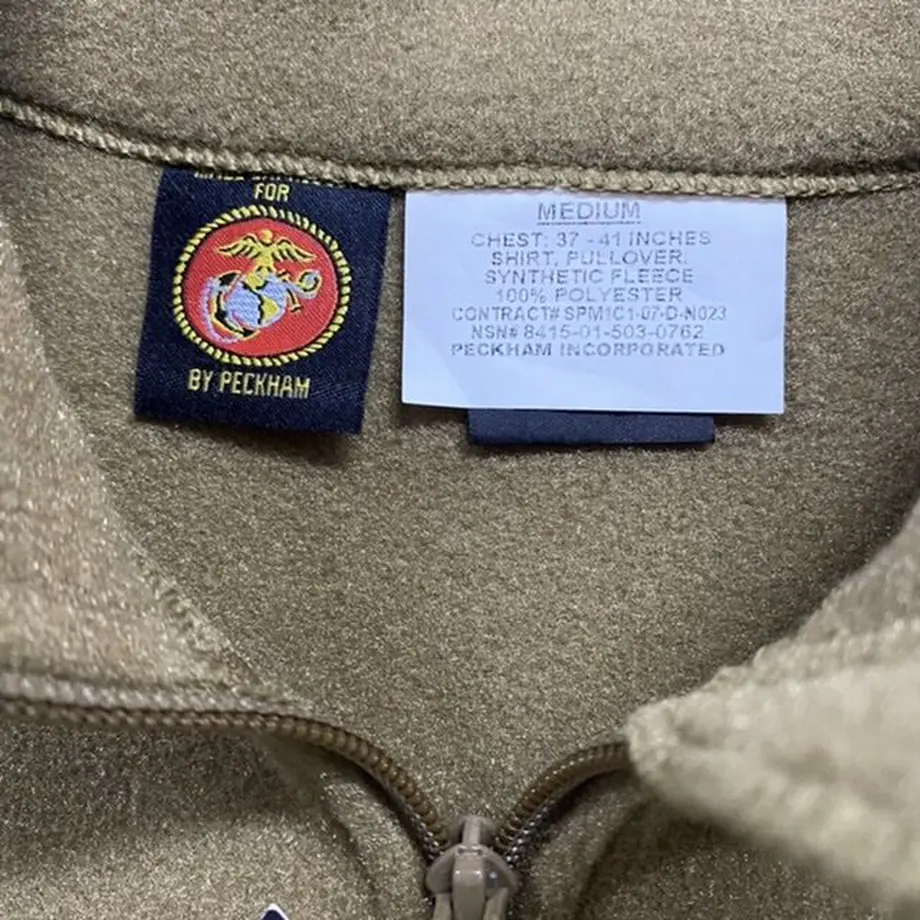 FOR
BY PECKHAM
MEDIUM
CHEST: 37 - 41 INCHES
SHIRT, PULLOVER,
SYNTHETIC FLEECE
100% POLYESTER
CONTRACT# SPM1C1-07-D-N023
NSN# 8415-01-503-0762
PECKHAM INCORPORATED